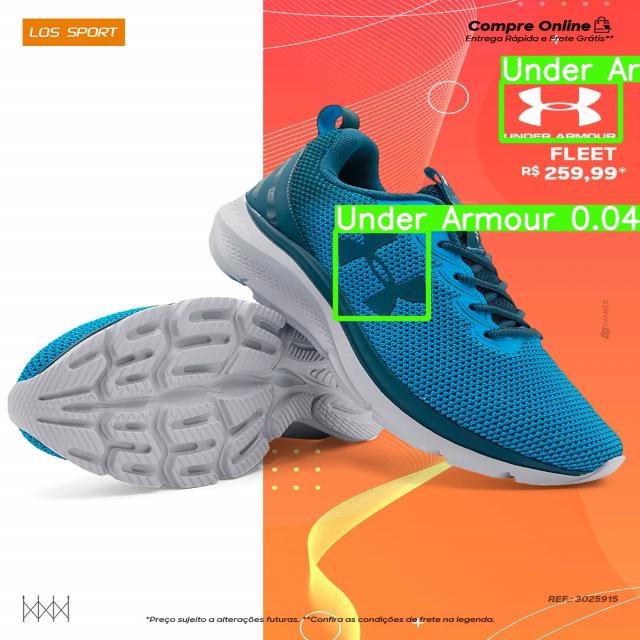 LOS SPORT
Compre Online
Entrega Rápida e Frete Grátis**
Under Ar
UNDER ARMOUR
FLEET
R$ 259,99*
Under Armour 0.04
AVANÇO
REF.: 3025915
*Preço sujeito a alterações futuras. **Confira as condições de frete na legenda.